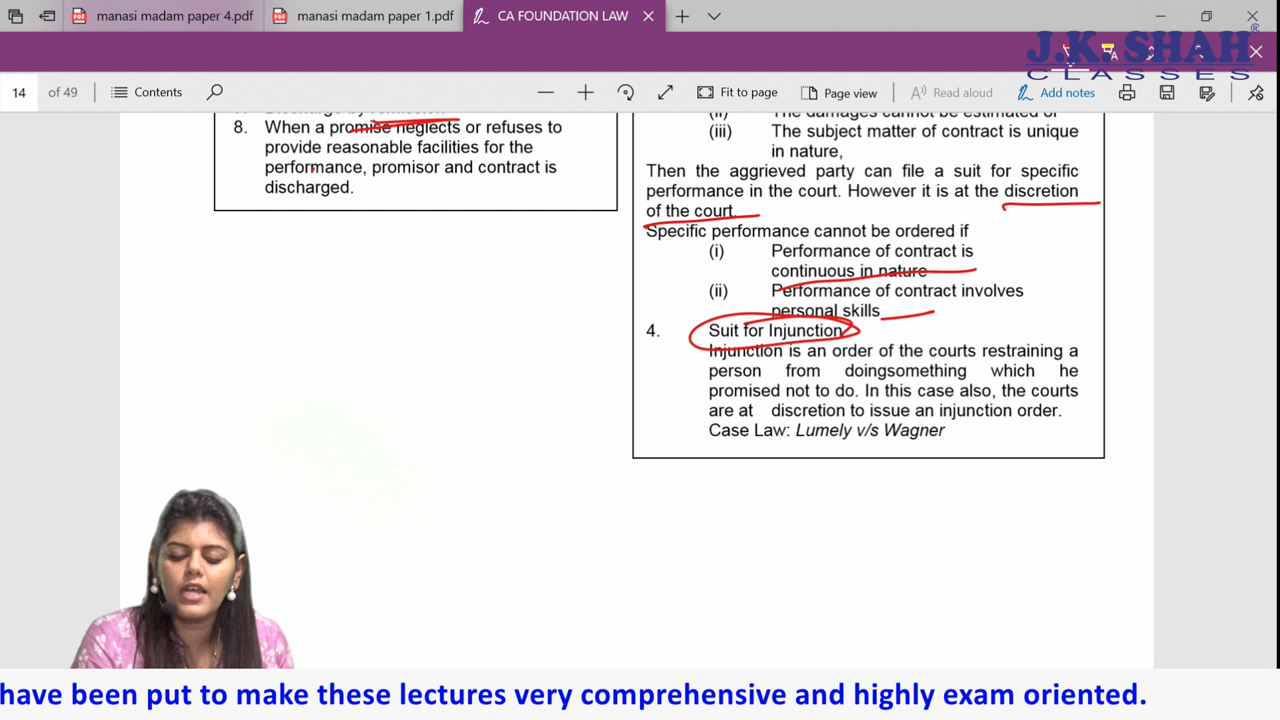 manasi madam paper 4.pdf
manasi madam paper 1.pdf
CA FOUNDATION LAW
J.K. SHAH®
CLASSES
14 of 49
Contents
Fit to page
Page view
Read aloud
Add notes
8. When a promise neglects or refuses to
provide reasonable facilities for the
performance, promisor and contract is
discharged.
(ii) The damages cannot be estimated or
(iii) The subject matter of contract is unique
in nature,
Then the aggrieved party can file a suit for specific
performance in the court. However it is at the discretion
of the court.
Specific performance cannot be ordered if
(i) Performance of contract is
continuous in nature
(ii) Performance of contract involves
personal skills
4. Suit for Injunction
Injunction is an order of the courts restraining a
person from doingsomething which he
promised not to do. In this case also, the courts
are at discretion to issue an injunction order.
Case Law: Lumely v/s Wagner
have been put to make these lectures very comprehensive and highly exam oriented.